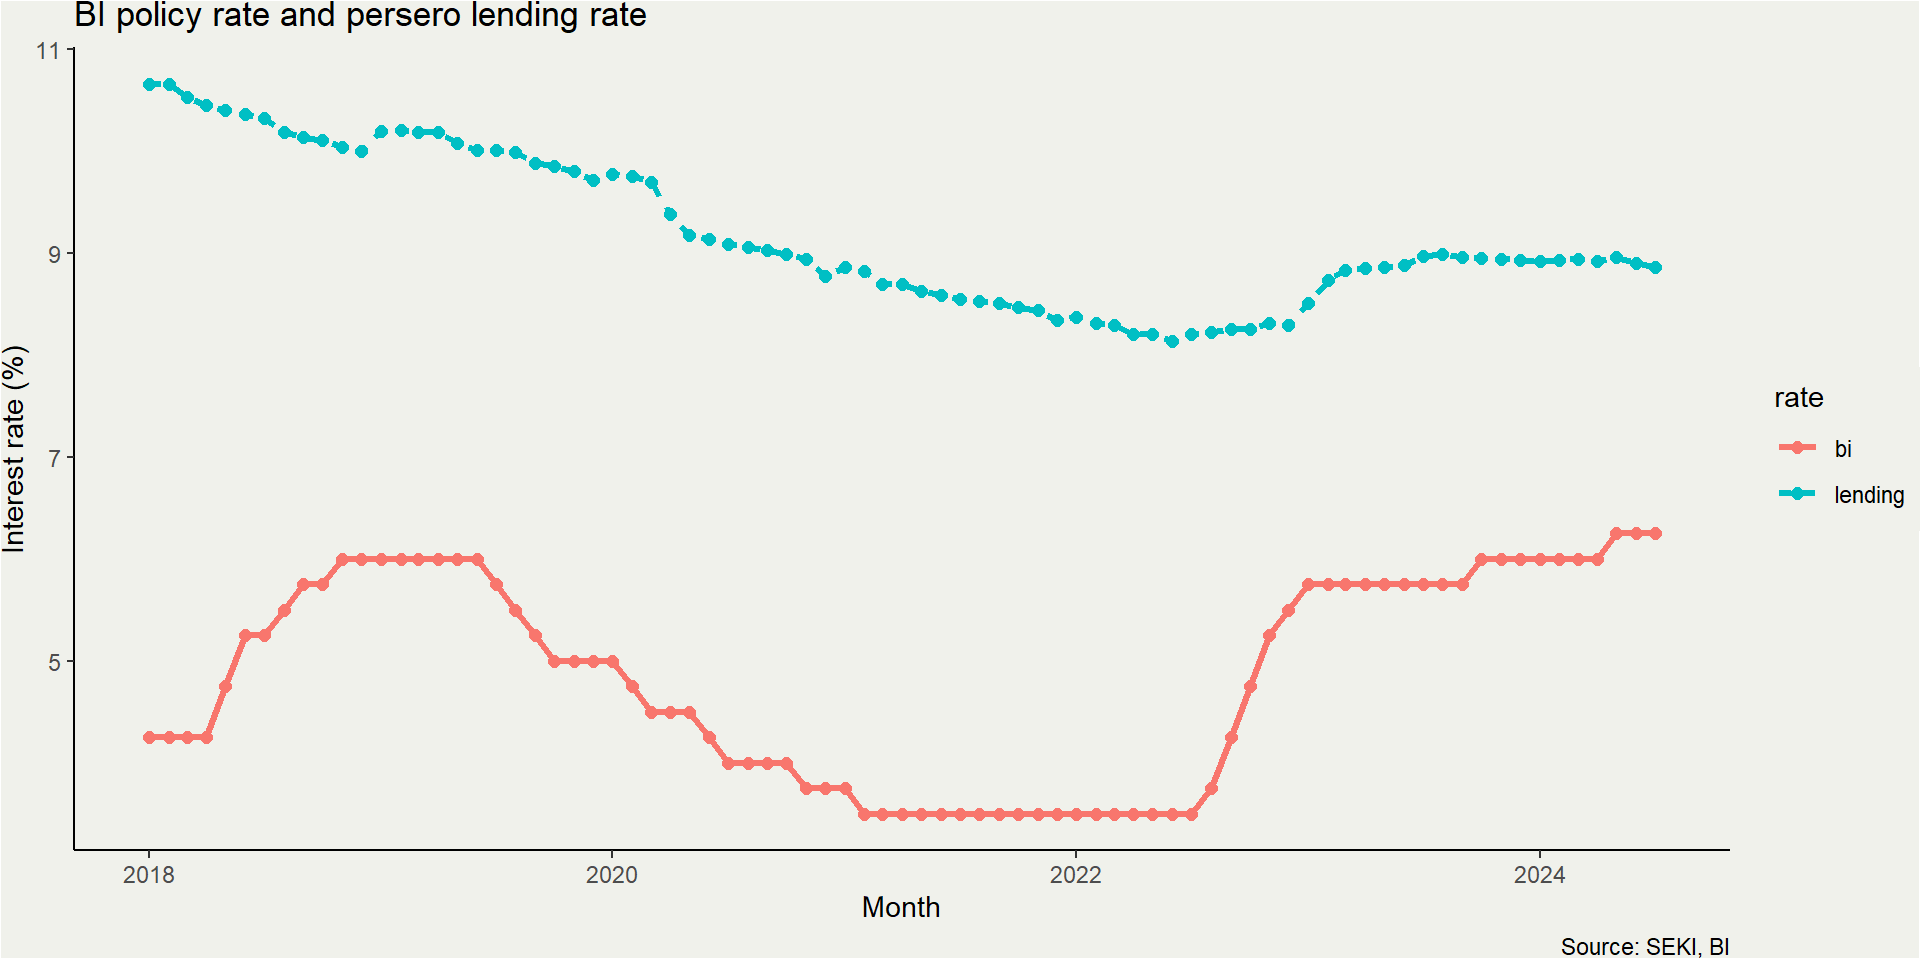 BI policy rate and persero lending rate
11
9
7
5
Interest rate (%)
2018
2020
2022
2024
Month
rate
bi
lending
Source: SEKI, BI